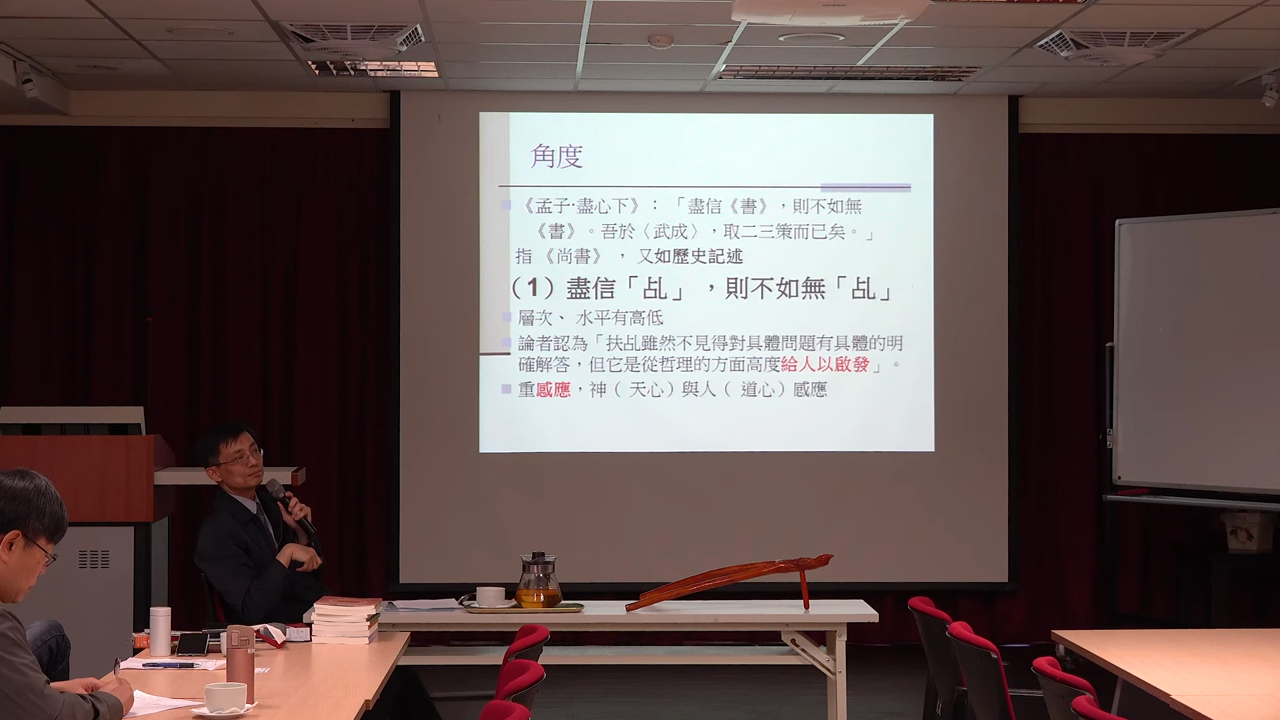 角度
《孟子·盡心下》：「盡信《書》，則不如無
《書》。吾於〈武成〉，取二三策而已矣。」
指《尚書》，又如歷史記述
（1）盡信「乩」，則不如無「乩」
層次、水平有高低
論者認為「扶乩雖然不見得對具體問題有具體的明
確解答，但它是從哲理的方面高度給人以啟發」。
重感應，神（天心）與人（道心）感應